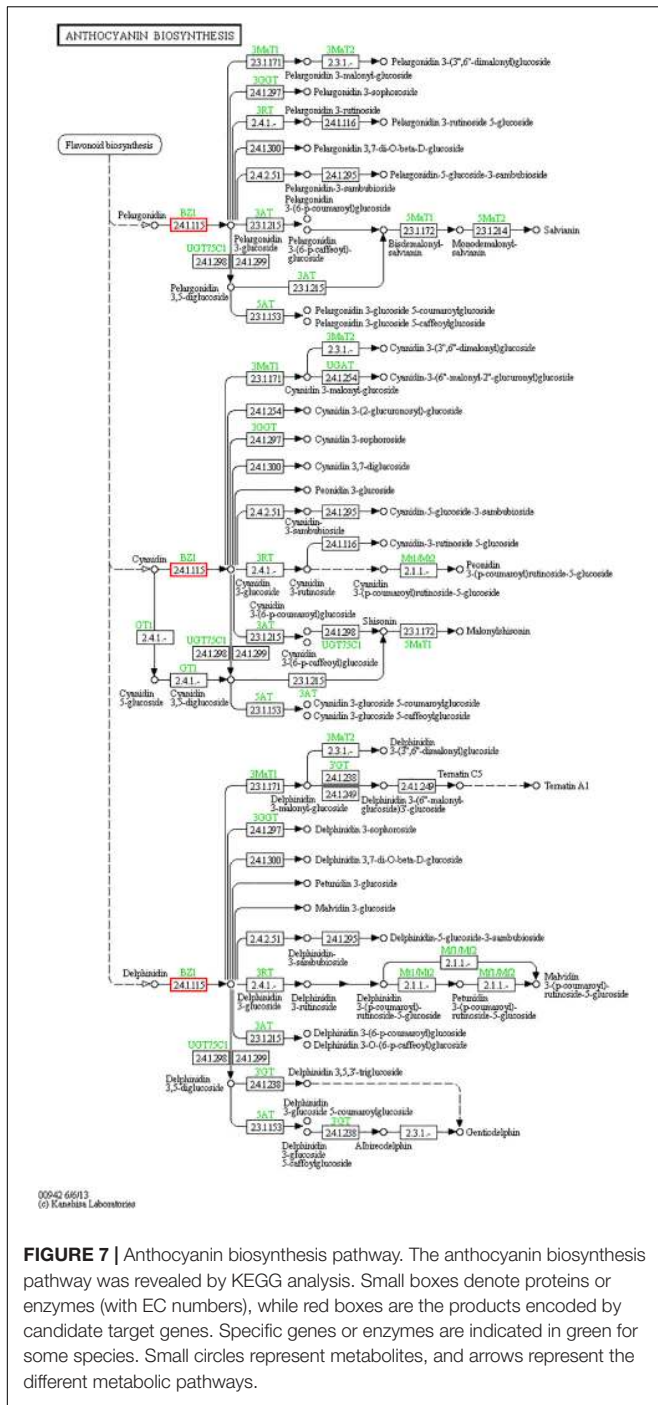 ANTHOCYANIN BIOSYNTHESIS
3MaT1
3MaT2
2.3.1.171
2.3.1.-
Pelargonidin 3-(3",6"-dimalonyl)glucoside
Pelargonidin 3-malonyl-glucoside
3GGT
2.4.1.297
Pelargonidin 3-sophoroside
3RT
Pelargonidin 3-rutinoside
2.4.1.-
2.4.1.116
Pelargonidin 3-rutinoside 5-glucoside
Flavonoid biosynthesis
2.4.1.300
Pelargonidin 3,7-di-O-beta-D-glucoside
2.4.2.51
2.4.1.295
Pelargonidin-5-glucoside-3-sambubioside
Pelargonidin-3-sambubioside
Pelargonidin
BZ1
2.4.1.115
3AT
2.3.1.215
Pelargonidin
3-(6-p-coumaroyl)glucoside
Pelargonidin
3-glucoside
Pelargonidin
3-(6-p-caffeoyl)-
glucoside
5MaT1
2.3.1.172
5MaT2
2.3.1.214
Salvianin
Bisdemalonyl-
salvianin
Monodemalonyl-
salvianin
UGT75C1
2.4.1.298
2.4.1.299
3AT
2.3.1.215
Pelargonidin
3,5-diglucoside
5AT
2.3.1.153
Pelargonidin 3-glucoside 5-coumaroylglucoside
Pelargonidin 3-glucoside 5-caffeoylglucoside
3MaT2
2.3.1.-
Cyanidin 3-(3",6"-dimalonyl)glucoside
3MaT1
2.3.1.171
UGAT
2.4.1.254
Cyanidin-3-(6"-malonyl-2"-glucuronyl)glucoside
Cyanidin 3-malonyl-glucoside
2.4.1.254
Cyanidin 3-(2-glucuronosyl)-glucoside
3GGT
2.4.1.297
Cyanidin 3-sophoroside
2.4.1.300
Cyanidin 3,7-diglucoside
Peonidin 3-glucoside
2.4.2.51
2.4.1.295
Cyanidin-5-glucoside-3-sambubioside
Cyanidin-
3-sambubioside
2.4.1.116
Cyanidin-3-rutinoside 5-glucoside
Cyanidin
BZ1
2.4.1.115
3RT
2.4.1.-
Mt1/Mt2
2.1.1.-
Peonidin
3-(p-coumaroyl)rutinoside-5-glucoside
Cyanidin
3-glucoside
Cyanidin
3-rutinoside
Cyanidin
3-(p-coumaroyl)rutinoside-5-glucoside
Cyanidin
3-(6-p-coumaroyl)glucoside
GT1
2.4.1.-
3AT
2.3.1.215
2.4.1.298
UGT75C1
Shisonin
2.3.1.172
5MaT1
Malonylshisonin
Cyanidin
3-(6-p-caffeoyl)glucoside
UGT75C1
2.4.1.298
2.4.1.299
GT1
2.4.1.-
2.3.1.215
3AT
Cyanidin
5-glucoside
Cyanidin
3,5-diglucoside
5AT
2.3.1.153
Cyanidin 3-glucoside 5-coumaroylglucoside
Cyanidin 3-glucoside 5-caffeoylglucoside
3MaT2
2.3.1.-
Delphinidin
3-(3",6"-dimalonyl)glucoside
3MaT1
2.3.1.171
3'GT
2.4.1.238
2.4.1.249
2.4.1.249
Ternatin C5
Ternatin A1
Delphinidin
3-malonyl-glucoside
Delphinidin 3-(6"-malonyl-
glucoside)3'-glucoside
3GGT
2.4.1.297
Delphinidin 3-sophoroside
2.4.1.300
Delphinidin 3,7-di-O-beta-D-glucoside
Petunidin 3-glucoside
Malvidin 3-glucoside
2.4.2.51
2.4.1.295
Delphinidin-5-glucoside-3-sambubioside
Delphinidin-
3-sambubioside
Mf1/Mf2
2.1.1.-
Delphinidin
BZ1
2.4.1.115
3RT
2.4.1.-
Mt1/Mt2
2.1.1.-
Mf1/Mf2
2.1.1.-
Malvidin
3-(p-coumaroyl)
-rutinoside-5-glucoside
Delphinidin
3-glucoside
Delphinidin
3-rutinoside
Delphinidin
3-(p-coumaroyl)-
rutinoside-5-glucoside
Petunidin
3-(p-coumaroyl)-
rutinoside-5-glucoside
3AT
2.3.1.215
Delphinidin 3-(6-p-coumaroyl)glucoside
Delphinidin 3-O-(6-p-caffeoyl)glucoside
UGT75C1
2.4.1.298
2.4.1.299
Delphinidin
3,5-diglucoside
3'GT
2.4.1.238
Delphinidin 3,5,3'-triglucoside
5AT
2.3.1.153
Delphinidin
3-glucoside 5-coumaroylglucoside
3'GT
2.4.1.238
2.3.1.-
Gentiodelphin
Delphinidin
3-glucoside
5-caffoylglucoside
Albireodelphin
00942 6/6/13
(c) Kanehisa Laboratories
FIGURE 7 | Anthocyanin biosynthesis pathway. The anthocyanin biosynthesis
pathway was revealed by KEGG analysis. Small boxes denote proteins or
enzymes (with EC numbers), while red boxes are the products encoded by
candidate target genes. Specific genes or enzymes are indicated in green for
some species. Small circles represent metabolites, and arrows represent the
different metabolic pathways.